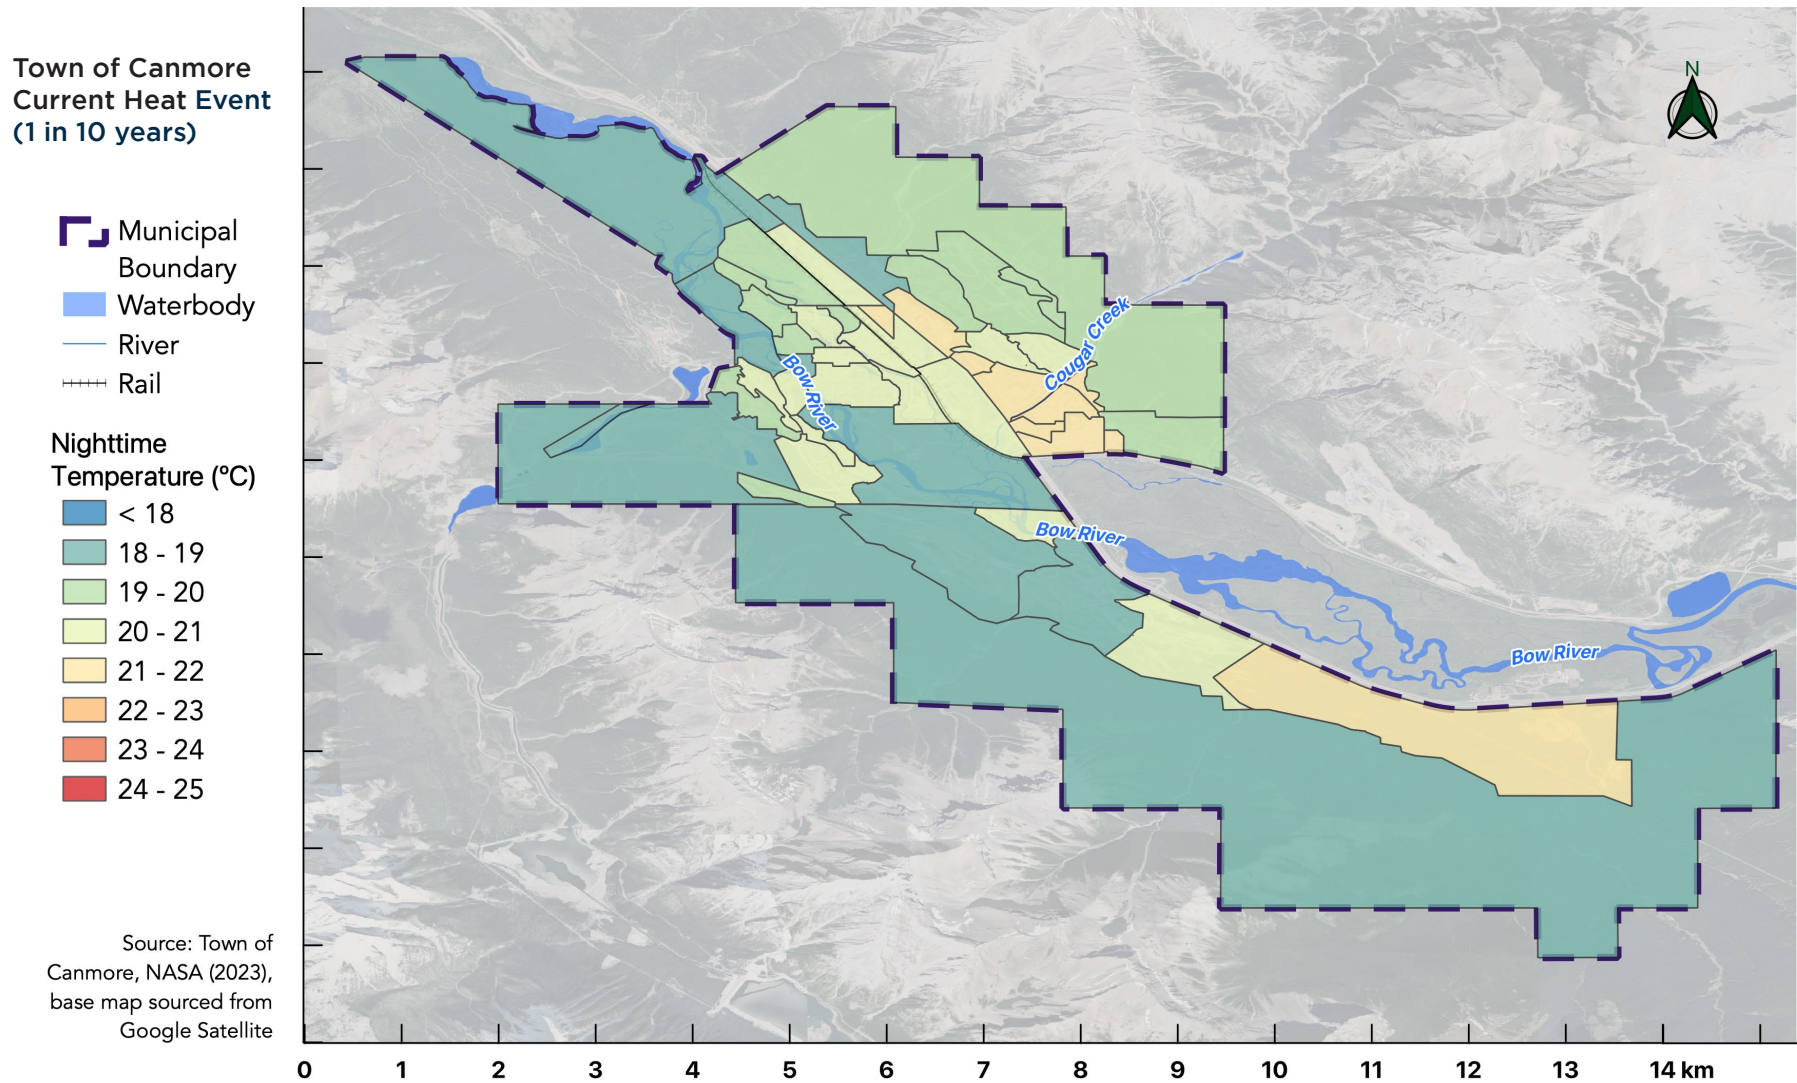 Town of Canmore
Current Heat Event
(1 in 10 years)
Municipal
Boundary
Waterbody
River
Rail
Nighttime
Temperature (ºC)
< 18
18 - 19
19 - 20
20 - 21
21 - 22
22 - 23
23 - 24
24 - 25
Source: Town of
Canmore, NASA (2023),
base map sourced from
Google Satellite
N
Cougar Creek
Bow River
Bow River
Bow River
0 1 2 3 4 5 6 7 8 9 10 11 12 13 14 km